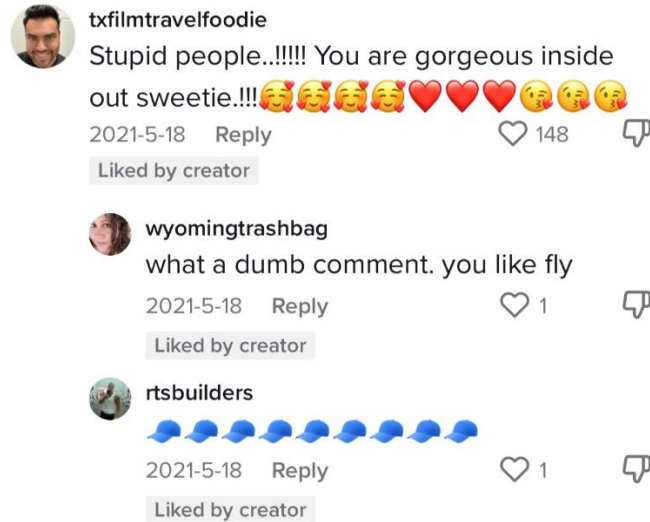 txfilmtravelfoodie
Stupid people..!!!!! You are gorgeous inside
out sweetie.!!!🥰🥰🥰🥰❤️❤️❤️😘😘😘
2021-5-18 Reply 148
Liked by creator
wyomingtrashbag
what a dumb comment. you like fly
2021-5-18 Reply 1
Liked by creator
rtsbuilders
🧢🧢🧢🧢🧢🧢🧢🧢🧢
2021-5-18 Reply 1
Liked by creator